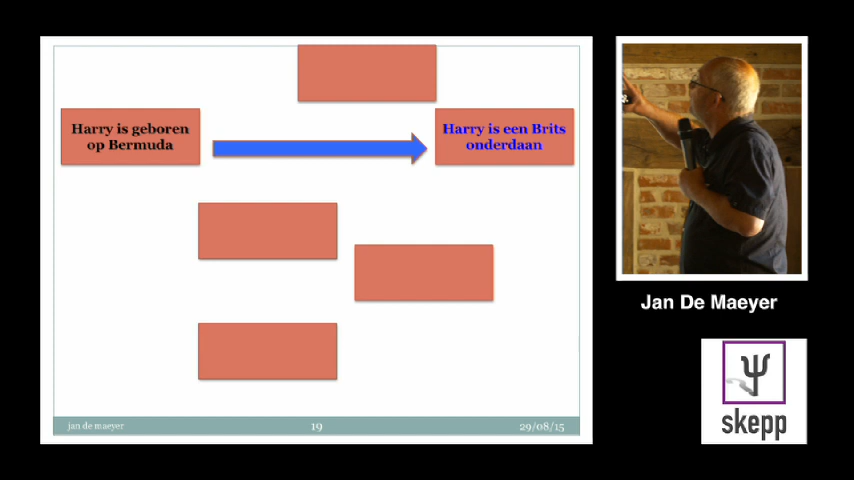 Harry is geboren
op Bermuda
Harry is een Brits
onderdaan
jan de maeyer
19
29/08/15
Jan De Maeyer
skepp